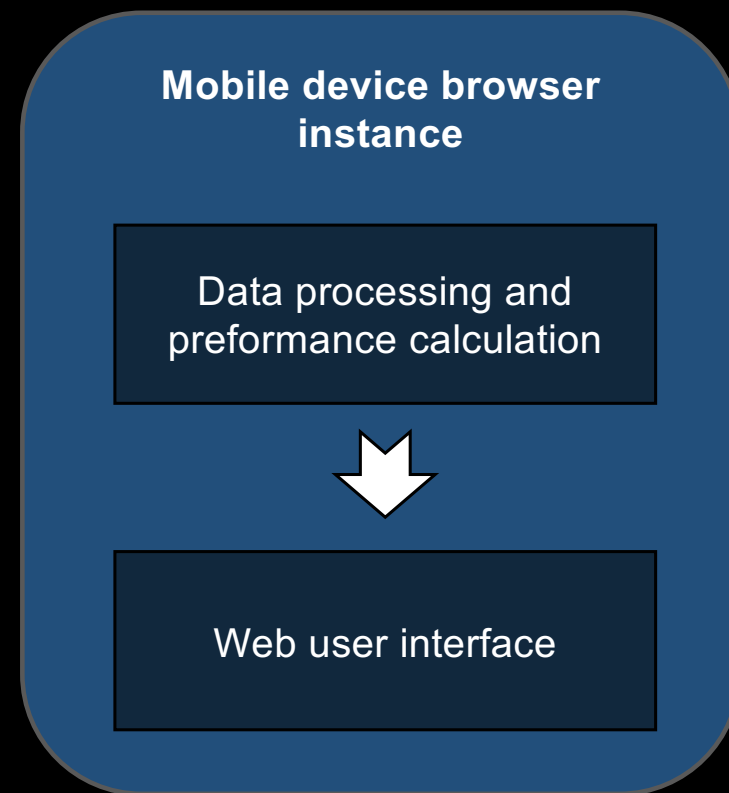 Mobile device browser
instance
Data processing and
preformance calculation
Web user interface